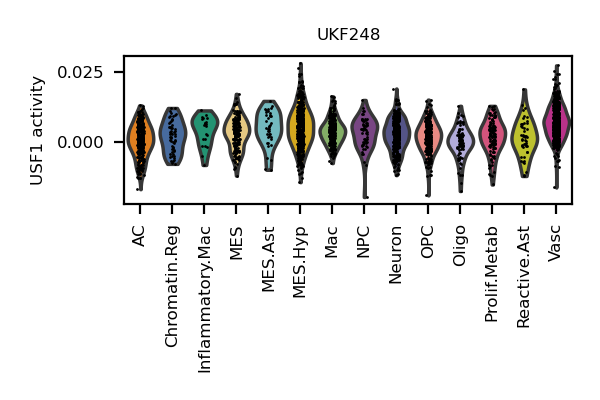 UKF248
USF1 activity
0.025
0.000
AC
Chromatin.Reg
Inflammatory.Mac
MES
MES.Ast
MES.Hyp
Mac
NPC
Neuron
OPC
Oligo
Prolif.Metab
Reactive.Ast
Vasc